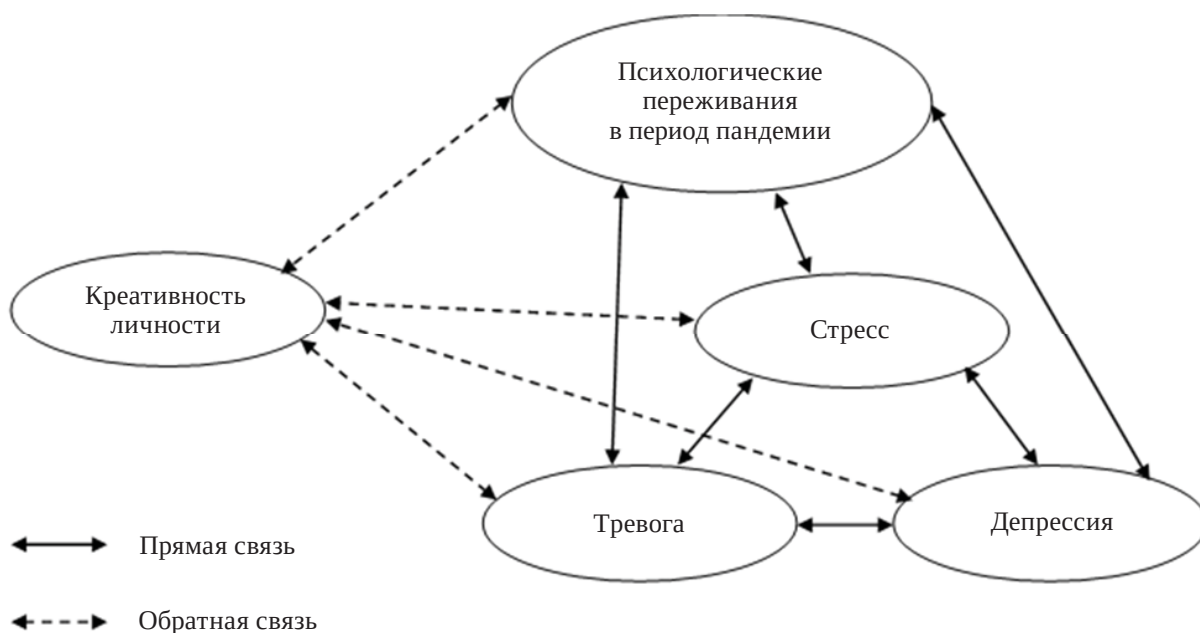 Психологические
переживания
в период пандемии
Креативность
личности
Стресс
Тревога
Депрессия
Прямая связь
Обратная связь